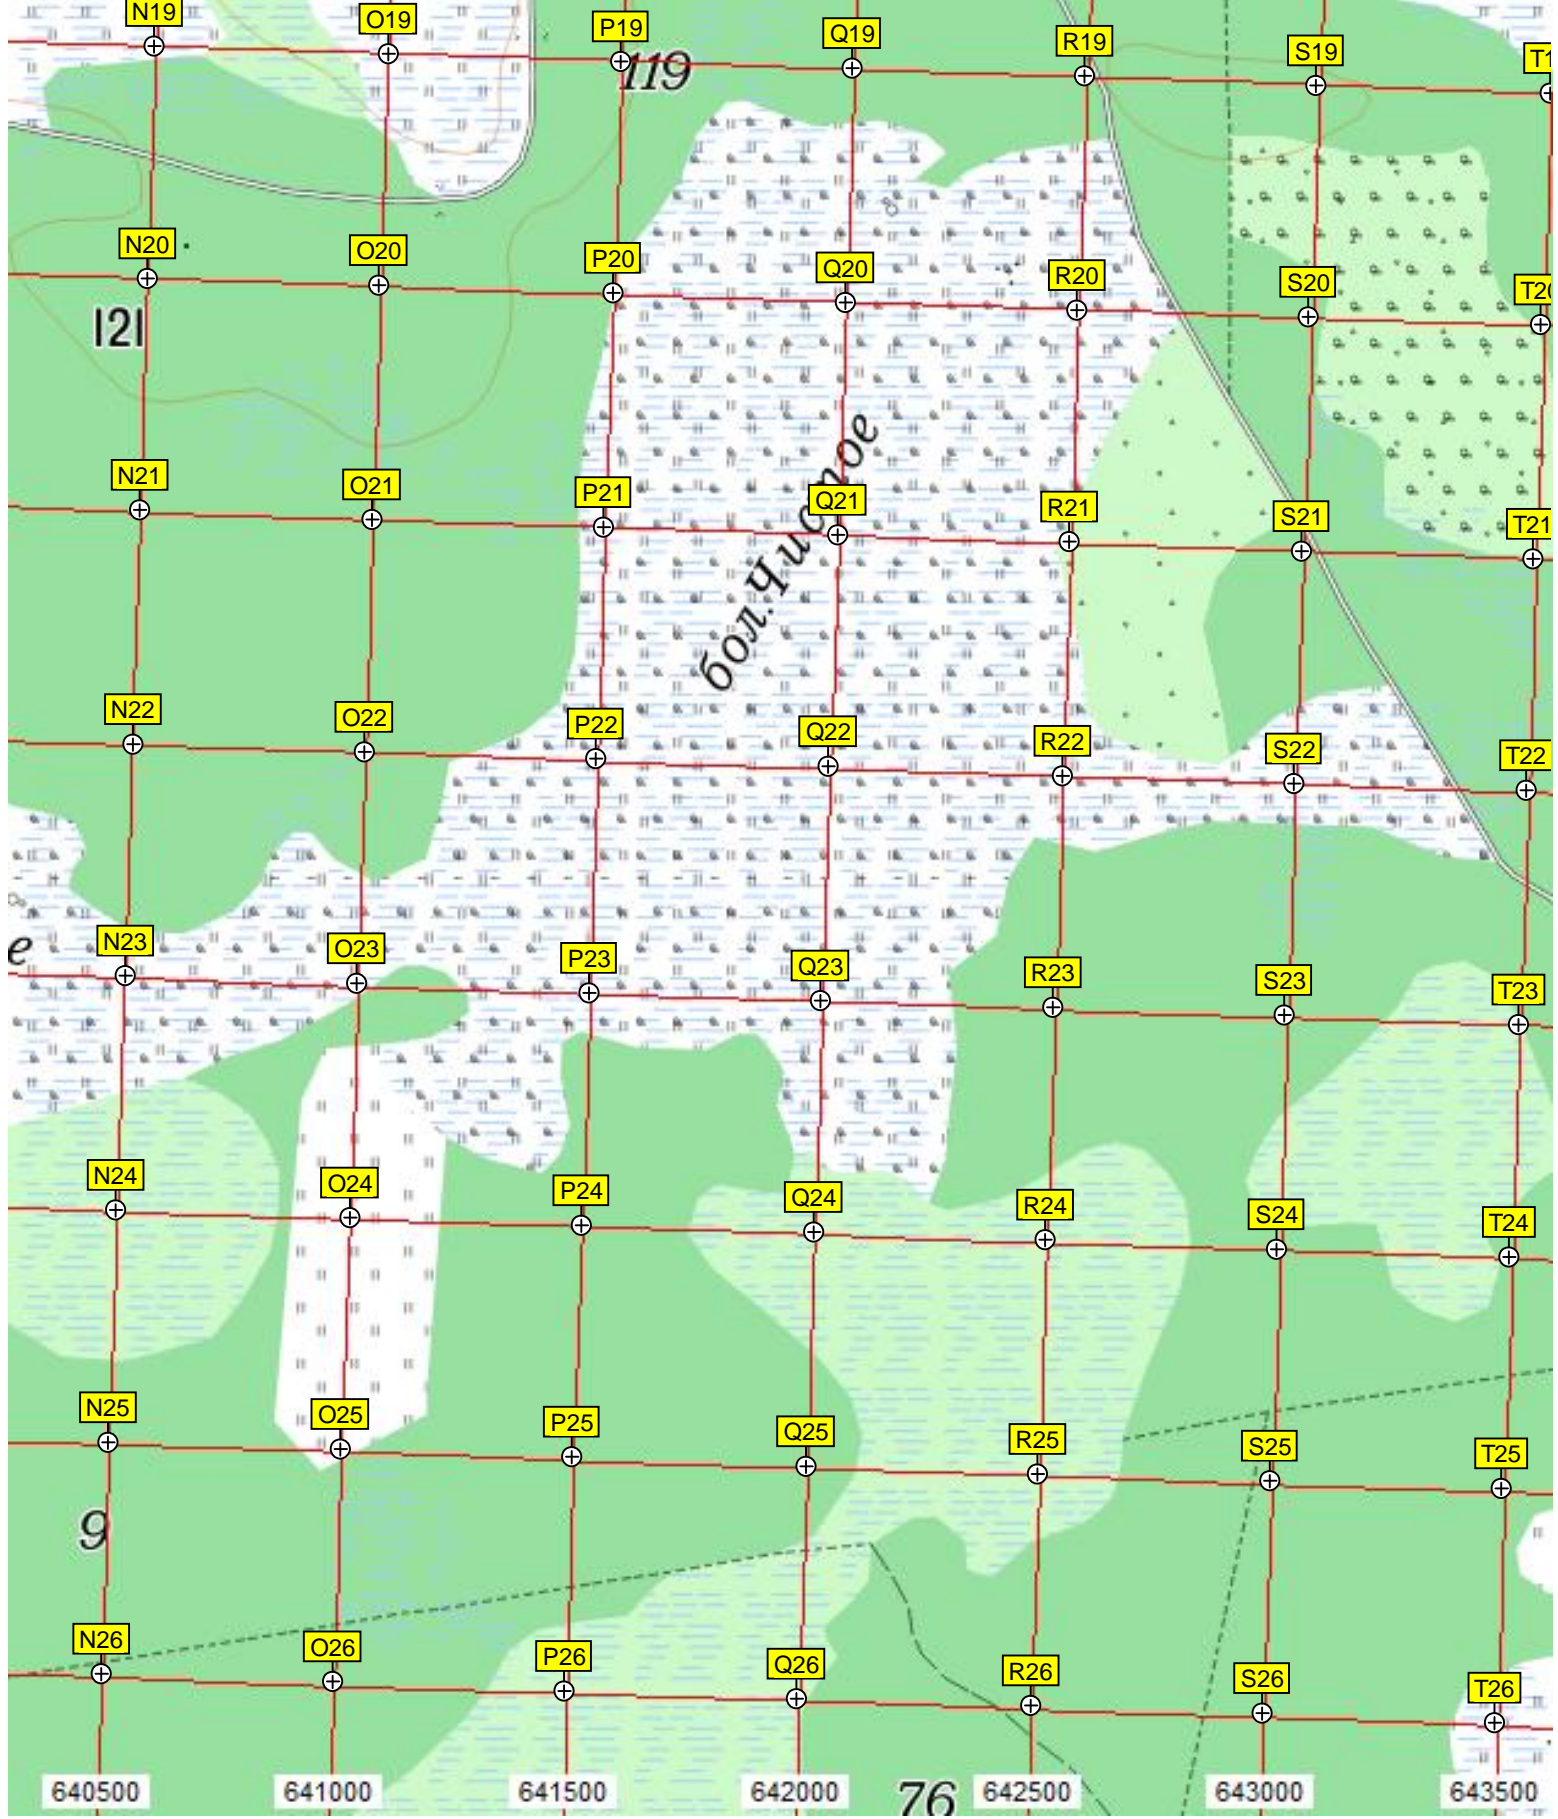 N19 O19 P19 Q19 R19 S19 T1
119
N20 O20 P20 Q20 R20 S20 T20
121
N21 O21 P21 Q21 R21 S21 T21
бол.Чистое
N22 O22 P22 Q22 R22 S22 T22
е
N23 O23 P23 Q23 R23 S23 T23
N24 O24 P24 Q24 R24 S24 T24
N25 O25 P25 Q25 R25 S25 T25
9
N26 O26 P26 Q26 R26 S26 T26
640500 641000 641500 642000 642500 643000 643500
76